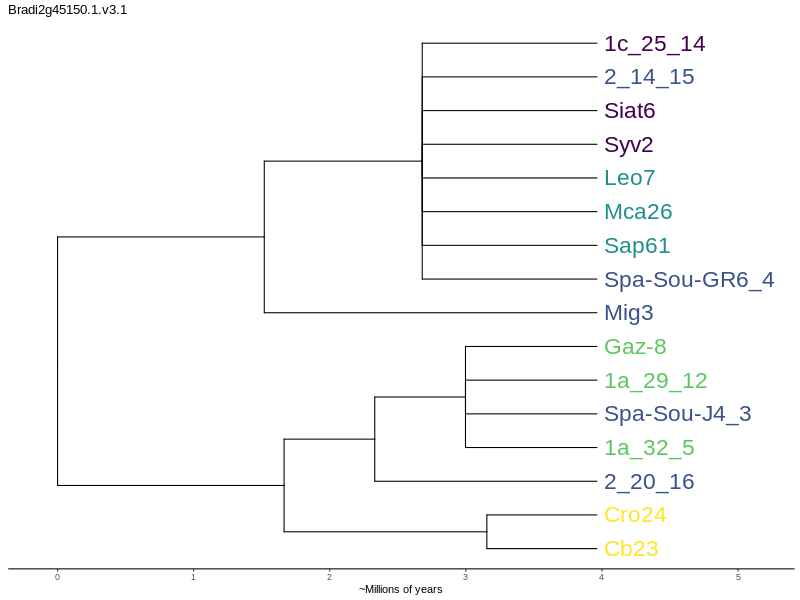 Bradi2g45150.1.v3.1
1c_25_14
2_14_15
Siat6
Syv2
Leo7
Mca26
Sap61
Spa-Sou-GR6_4
Mig3
Gaz-8
1a_29_12
Spa-Sou-J4_3
1a_32_5
2_20_16
Cro24
Cb23
0 1 2 3 4 5
~Millions of years